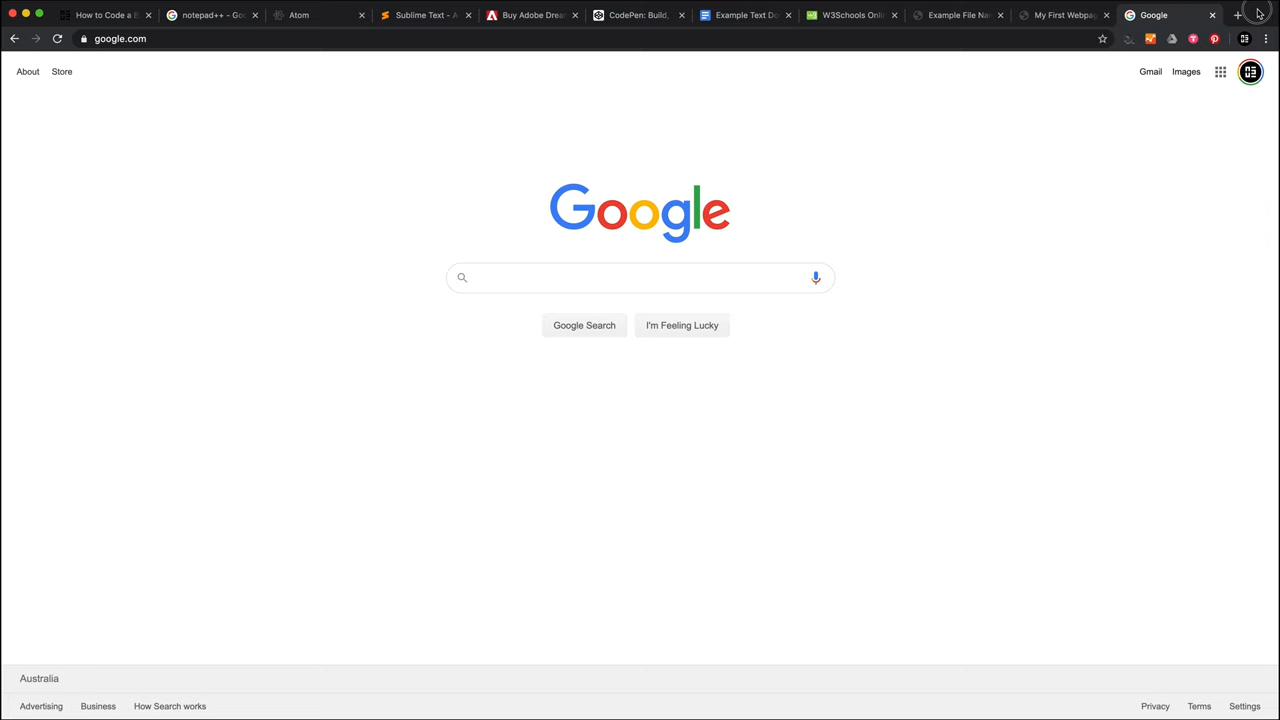 How to Code a B
notepad++ - Goo
Atom
Sublime Text - A
Buy Adobe Drea
CodePen: Build,
Example Text Do
W3Schools Onli
Example File Na
My First Webpag
Google
google.com
About
Store
Gmail
Images
Google
Google Search
I'm Feeling Lucky
Australia
Advertising
Business
How Search works
Privacy
Terms
Settings